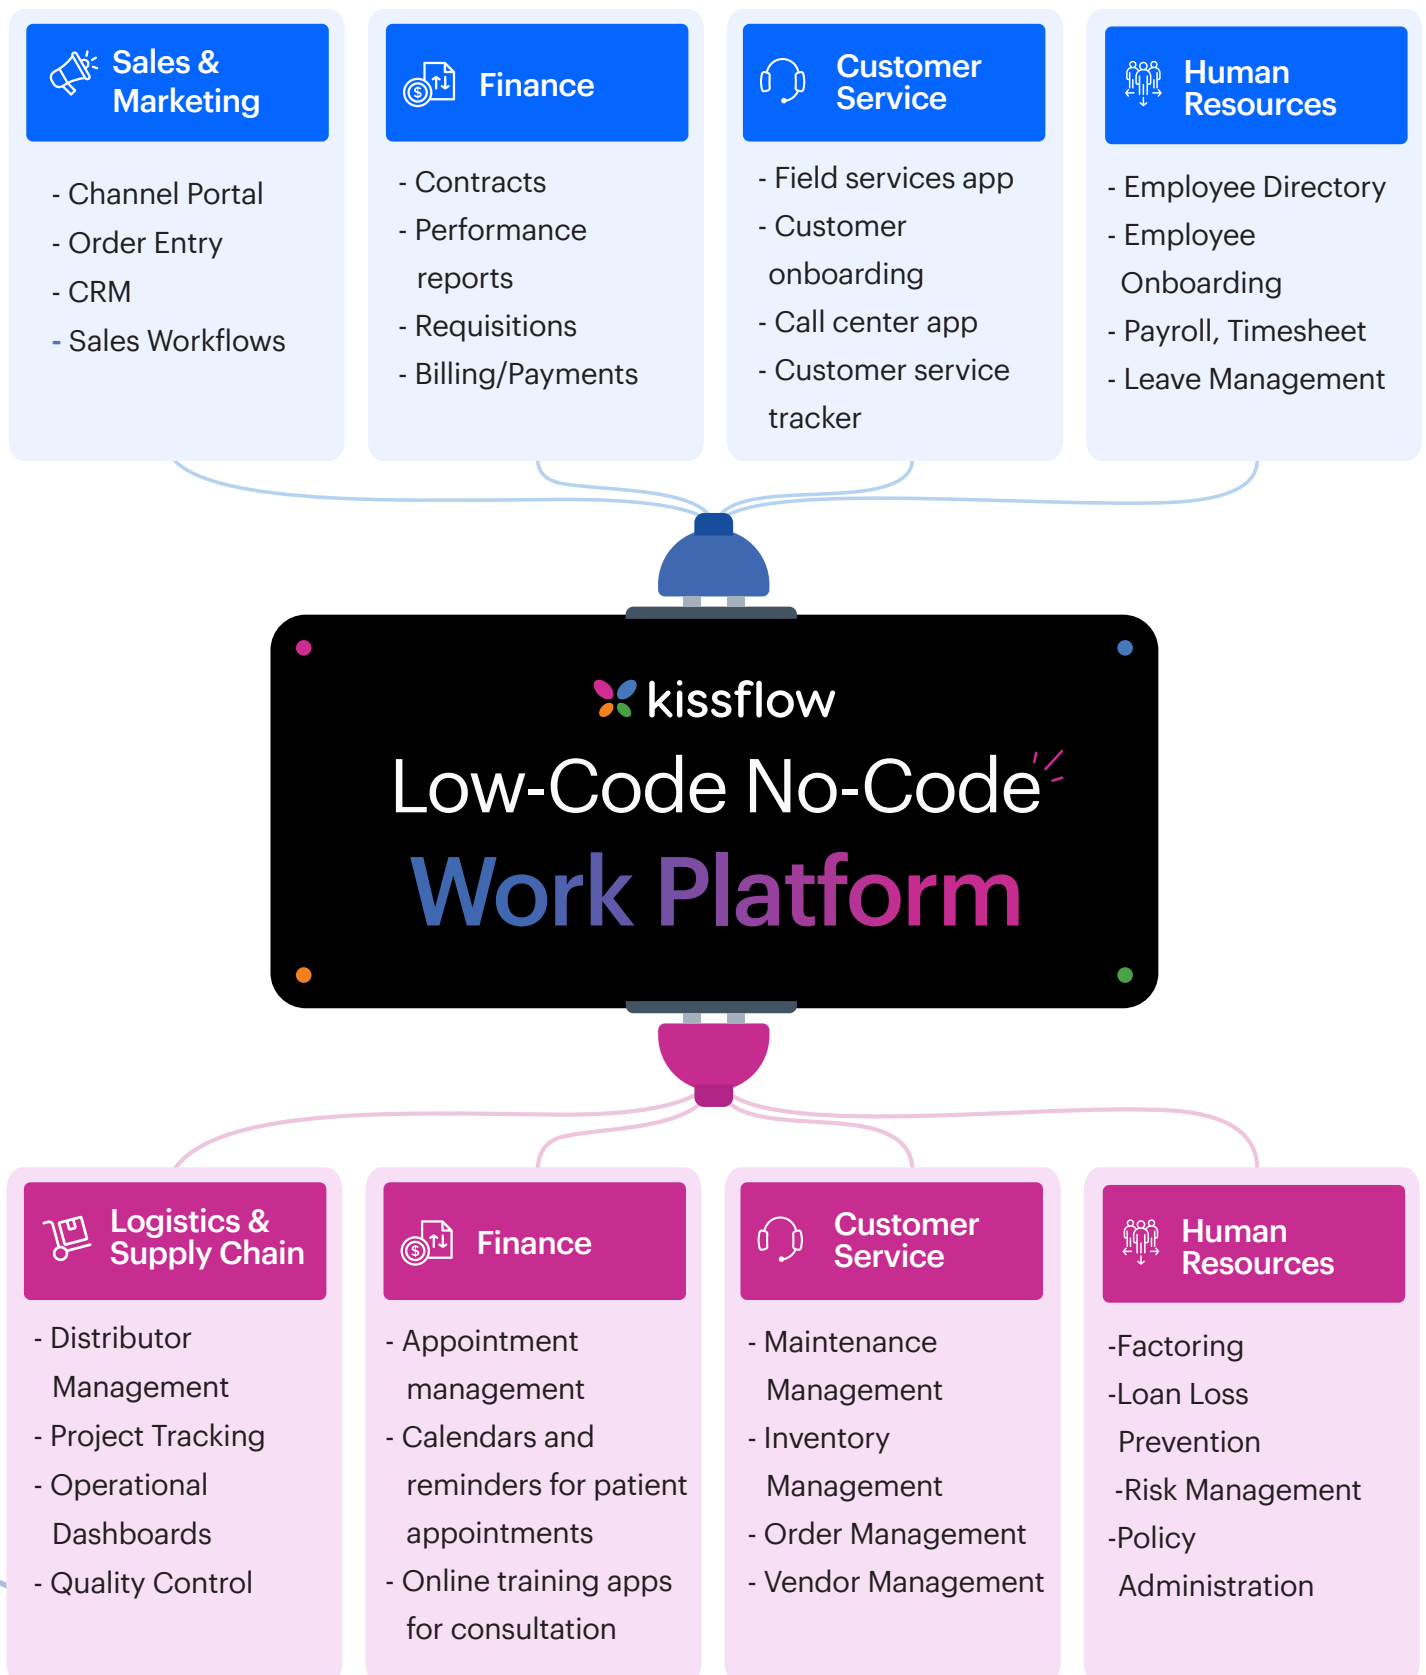 Sales &
Marketing
- Channel Portal
- Order Entry
- CRM
- Sales Workflows
Finance
- Contracts
- Performance
reports
- Requisitions
- Billing/Payments
Customer
Service
- Field services app
- Customer
onboarding
- Call center app
- Customer service
tracker
Human
Resources
- Employee Directory
- Employee
Onboarding
- Payroll, Timesheet
- Leave Management
kissflow
Low-Code No-Code
Work Platform
Logistics &
Supply Chain
- Distributor
Management
- Project Tracking
- Operational
Dashboards
- Quality Control
Finance
- Appointment
management
- Calendars and
reminders for patient
appointments
- Online training apps
for consultation
Customer
Service
- Maintenance
Management
- Inventory
Management
- Order Management
- Vendor Management
Human
Resources
-Factoring
-Loan Loss
Prevention
-Risk Management
-Policy
Administration